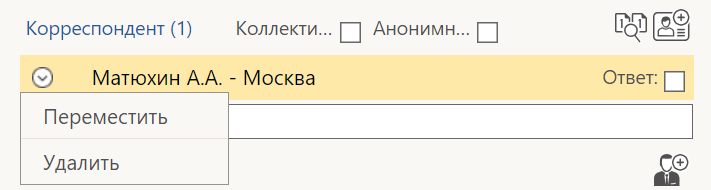 Корреспондент (1) Коллекти... Анонимн...
Матюхин А.А. - Москва Ответ:
Переместить
Удалить